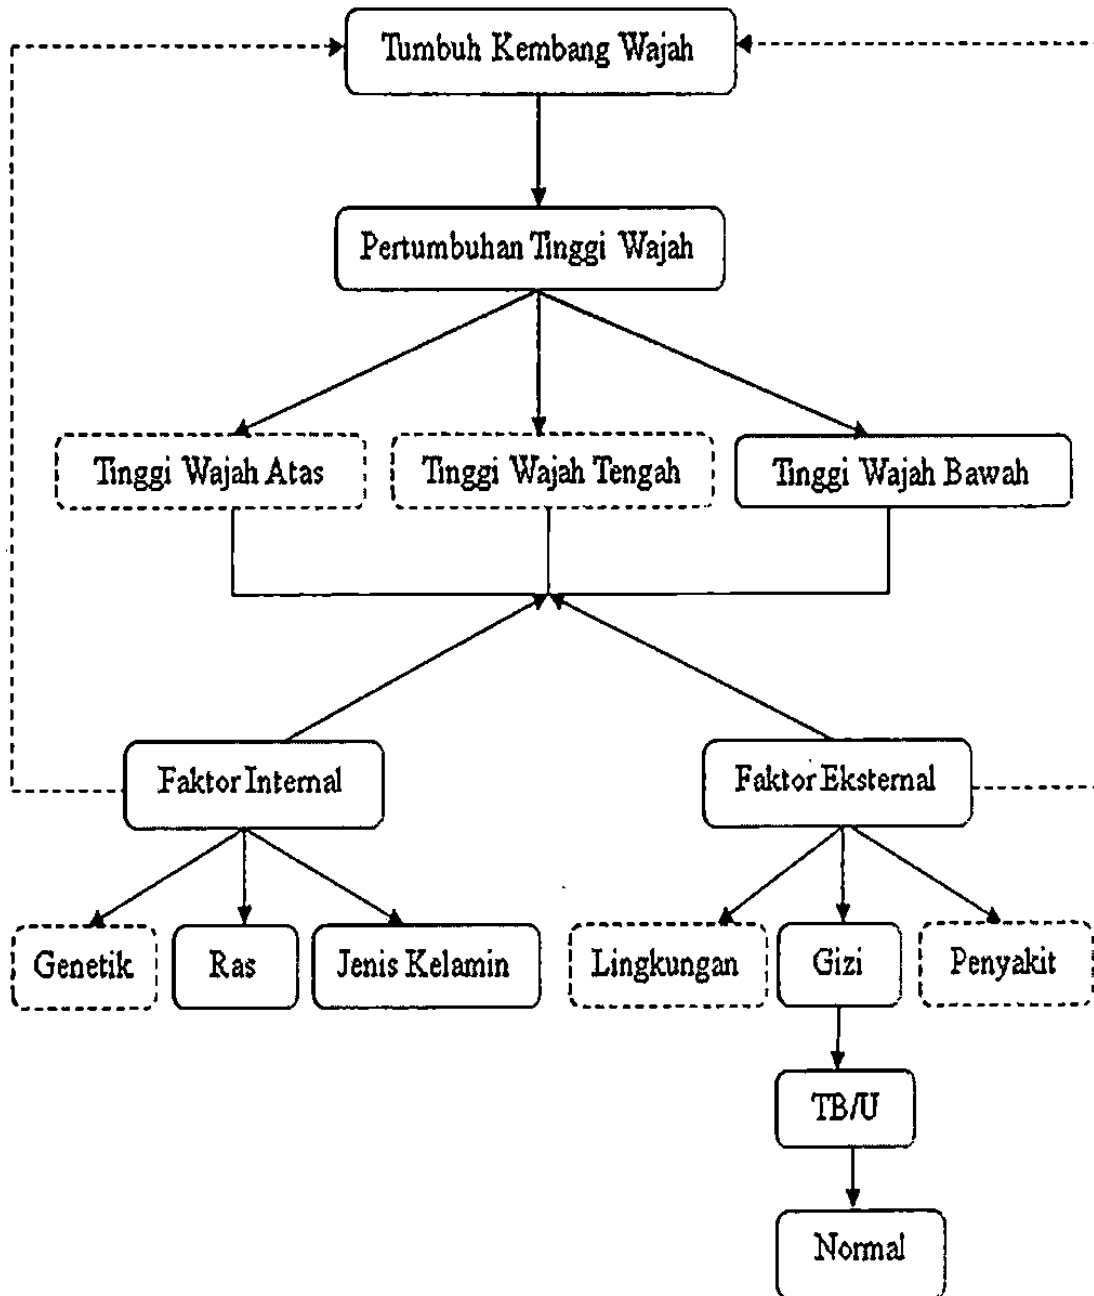 Tumbuh Kembang Wajah
Pertumbuhan Tinggi Wajah
Tinggi Wajah Atas
Tinggi Wajah Tengah
Tinggi Wajah Bawah
Faktor Internal
Faktor Eksternal
Genetik
Ras
Jenis Kelamin
Lingkungan
Gizi
Penyakit
TB/U
Normal